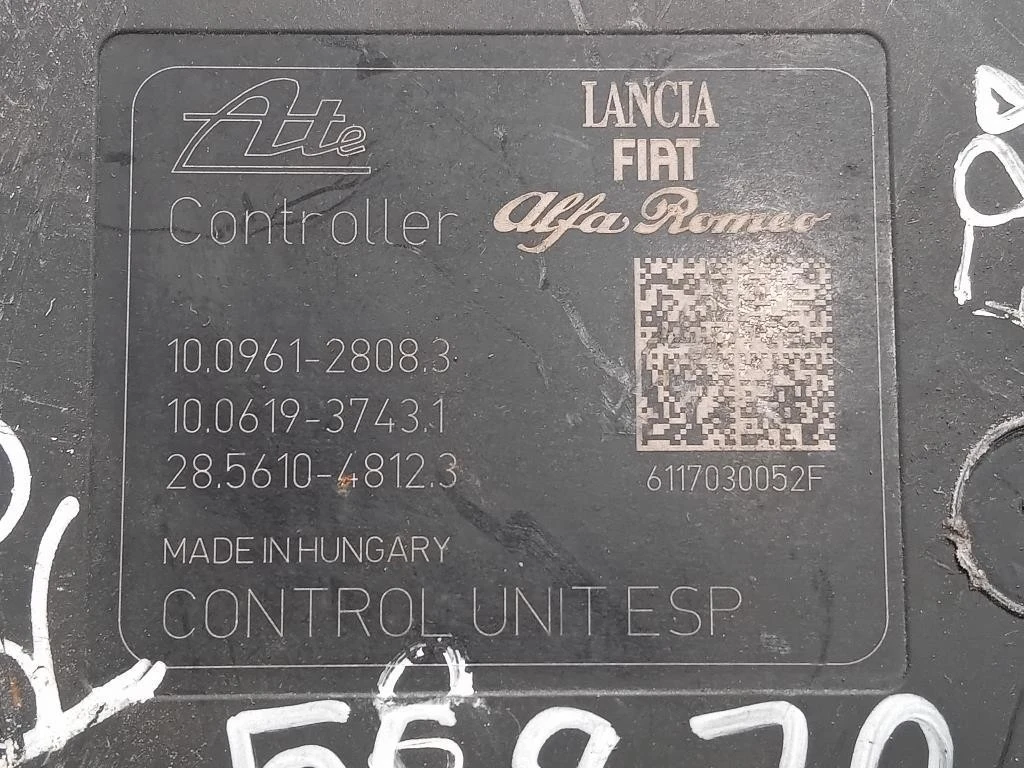 Ate
Controller
LANCIA
FIAT
Alfa Romeo
10.0961-2808.3
10.0619-3743.1
28.5610-4812.3
6117030052F
MADE IN HUNGARY
CONTROL UNIT ESP